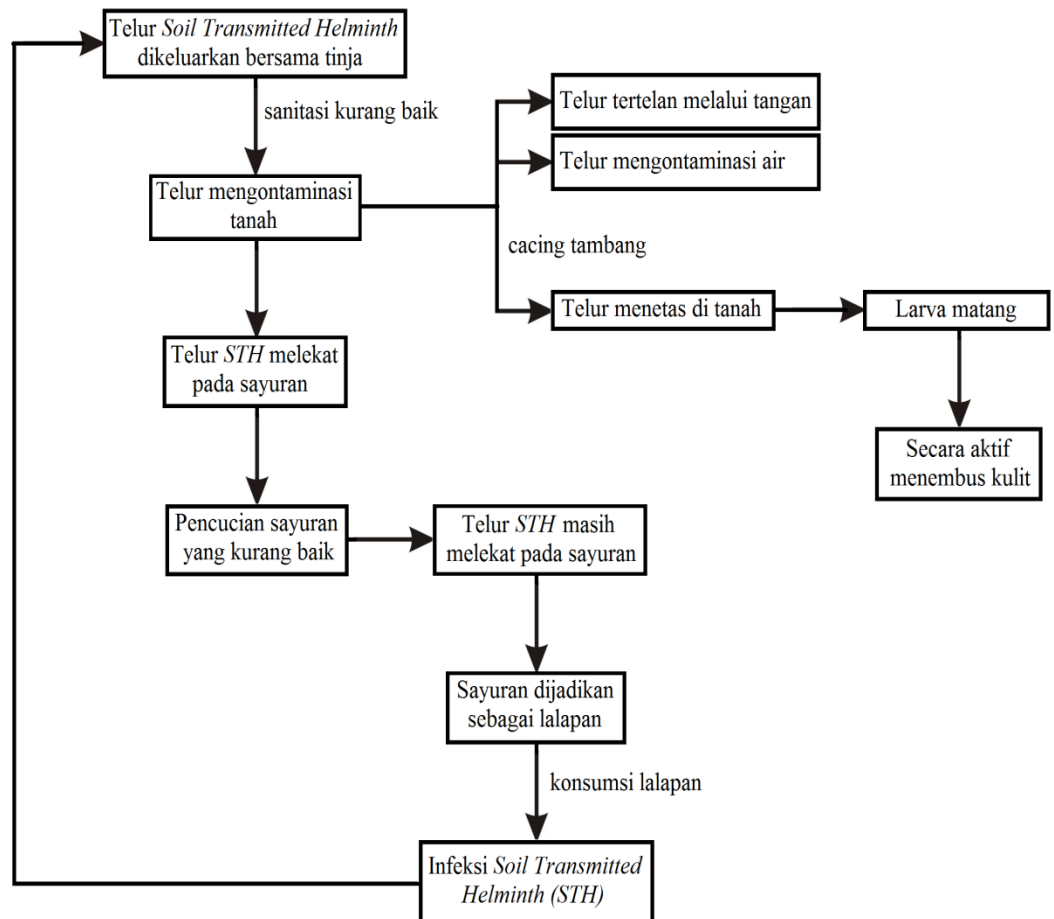 Telur Soil Transmitted Helminth
dikeluarkan bersama tinja
sanitasi kurang baik
Telur tertelan melalui tangan
Telur mengontaminasi air
Telur mengontaminasi
tanah
cacing tambang
Telur menetas di tanah
Larva matang
Telur STH melekat
pada sayuran
Secara aktif
menembus kulit
Pencucian sayuran
yang kurang baik
Telur STH masih
melekat pada sayuran
Sayuran dijadikan
sebagai lalapan
konsumsi lalapan
Infeksi Soil Transmitted
Helminth (STH)